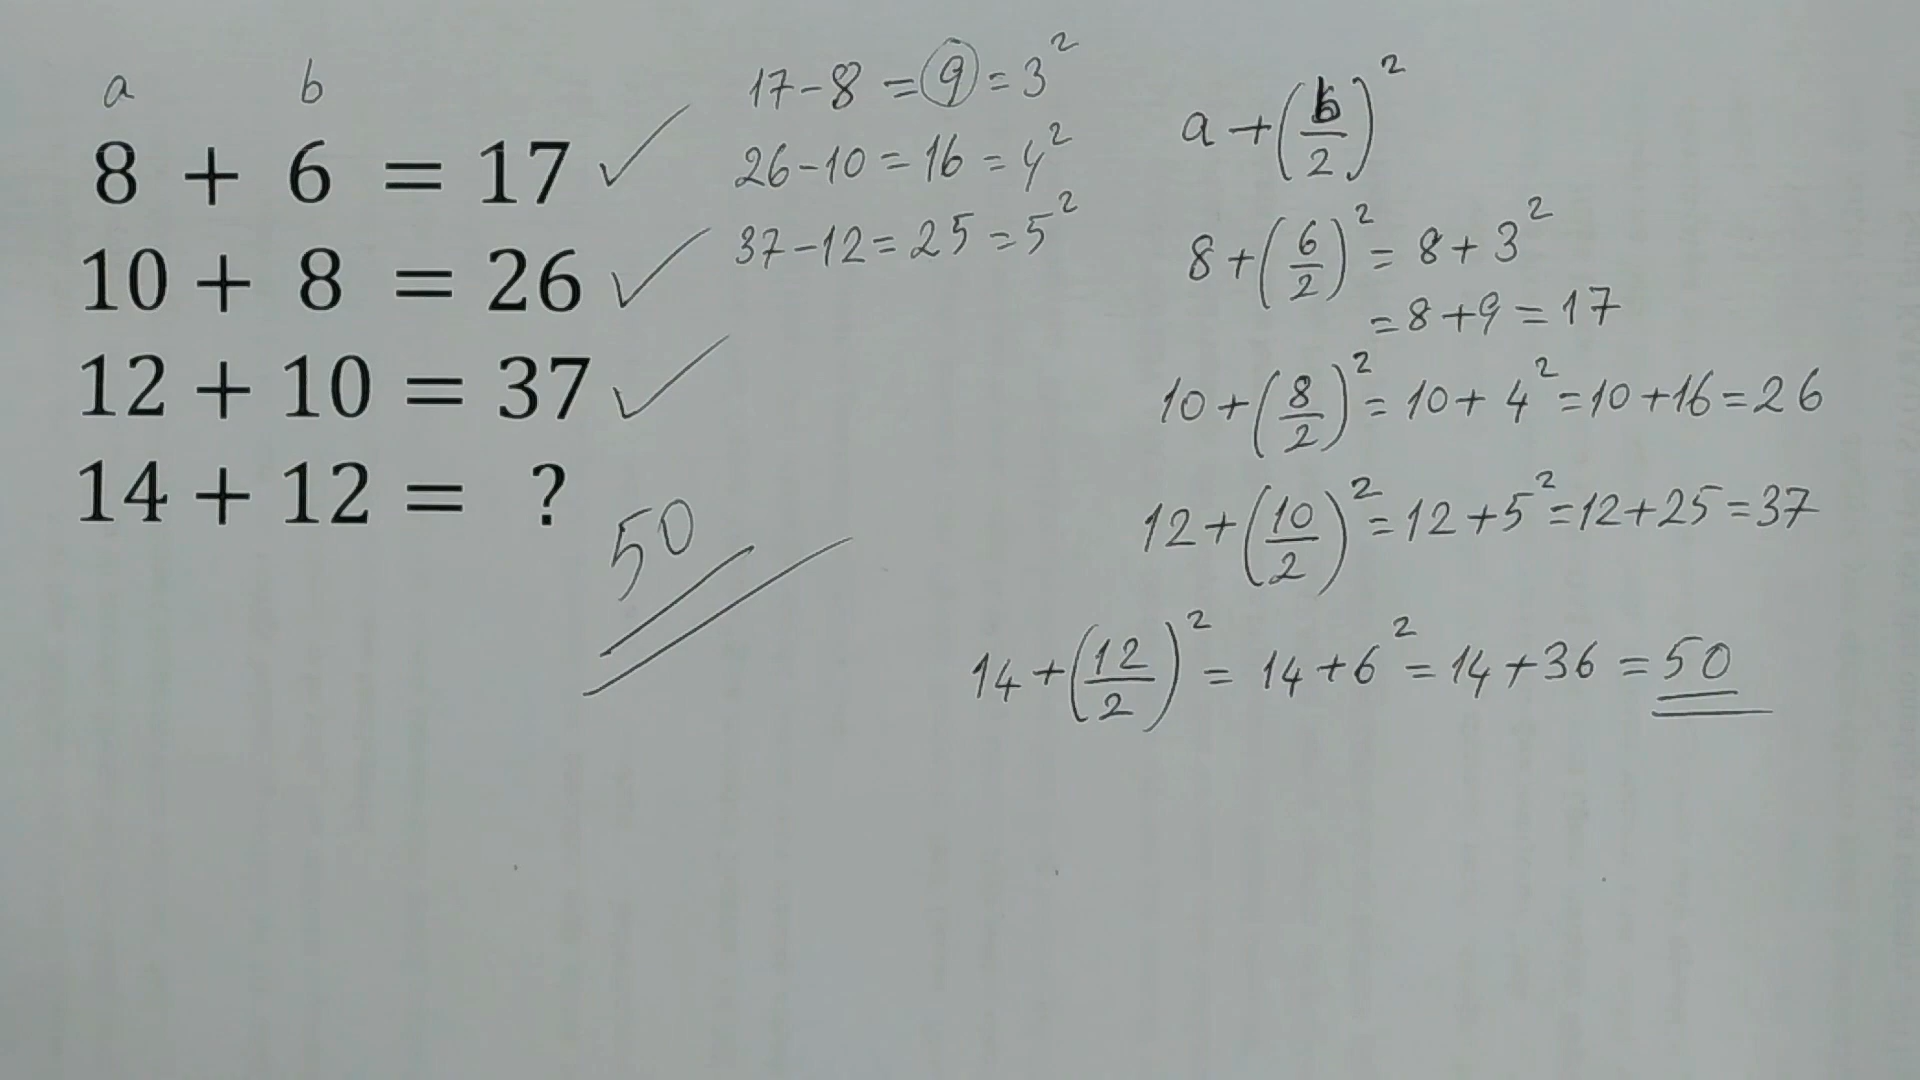 a b
8 + 6 = 17 ✓
10 + 8 = 26 ✓
12 + 10 = 37 ✓
14 + 12 = ?
50
17-8 = 9 = 3²
26-10 = 16 = 4²
37-12 = 25 = 5²
a+(b/2)²
8+(6/2)² = 8+3²
= 8+9 = 17
10+(8/2)² = 10+4² = 10+16 = 26
12+(10/2)² = 12+5² = 12+25 = 37
14+(12/2)² = 14+6² = 14+36 = 50